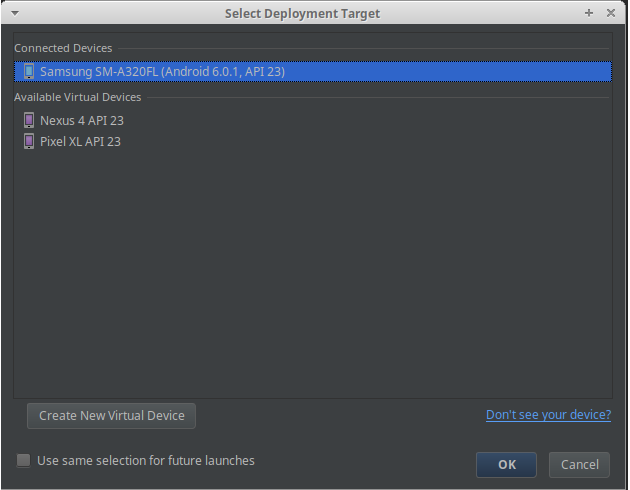 Select Deployment Target
Connected Devices
Samsung SM-A320FL (Android 6.0.1, API 23)
Available Virtual Devices
Nexus 4 API 23
Pixel XL API 23
Create New Virtual Device
Don't see your device?
Use same selection for future launches
OK
Cancel